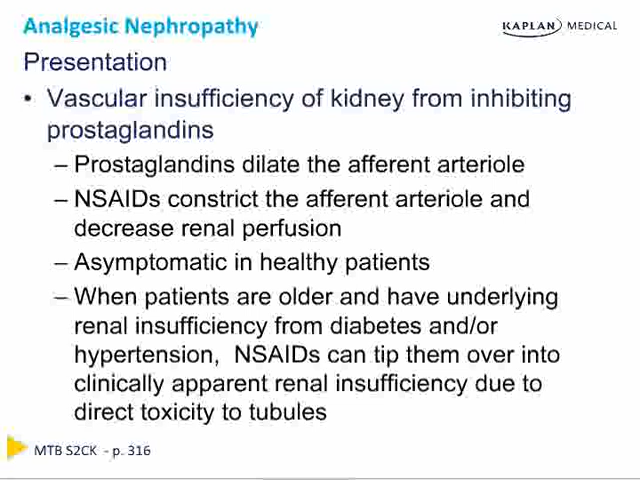 Analgesic Nephropathy
KAPLAN MEDICAL
Presentation
• Vascular insufficiency of kidney from inhibiting
prostaglandins
– Prostaglandins dilate the afferent arteriole
– NSAIDs constrict the afferent arteriole and
decrease renal perfusion
– Asymptomatic in healthy patients
– When patients are older and have underlying
renal insufficiency from diabetes and/or
hypertension,  NSAIDs can tip them over into
clinically apparent renal insufficiency due to
direct toxicity to tubules
MTB S2CK - p. 316